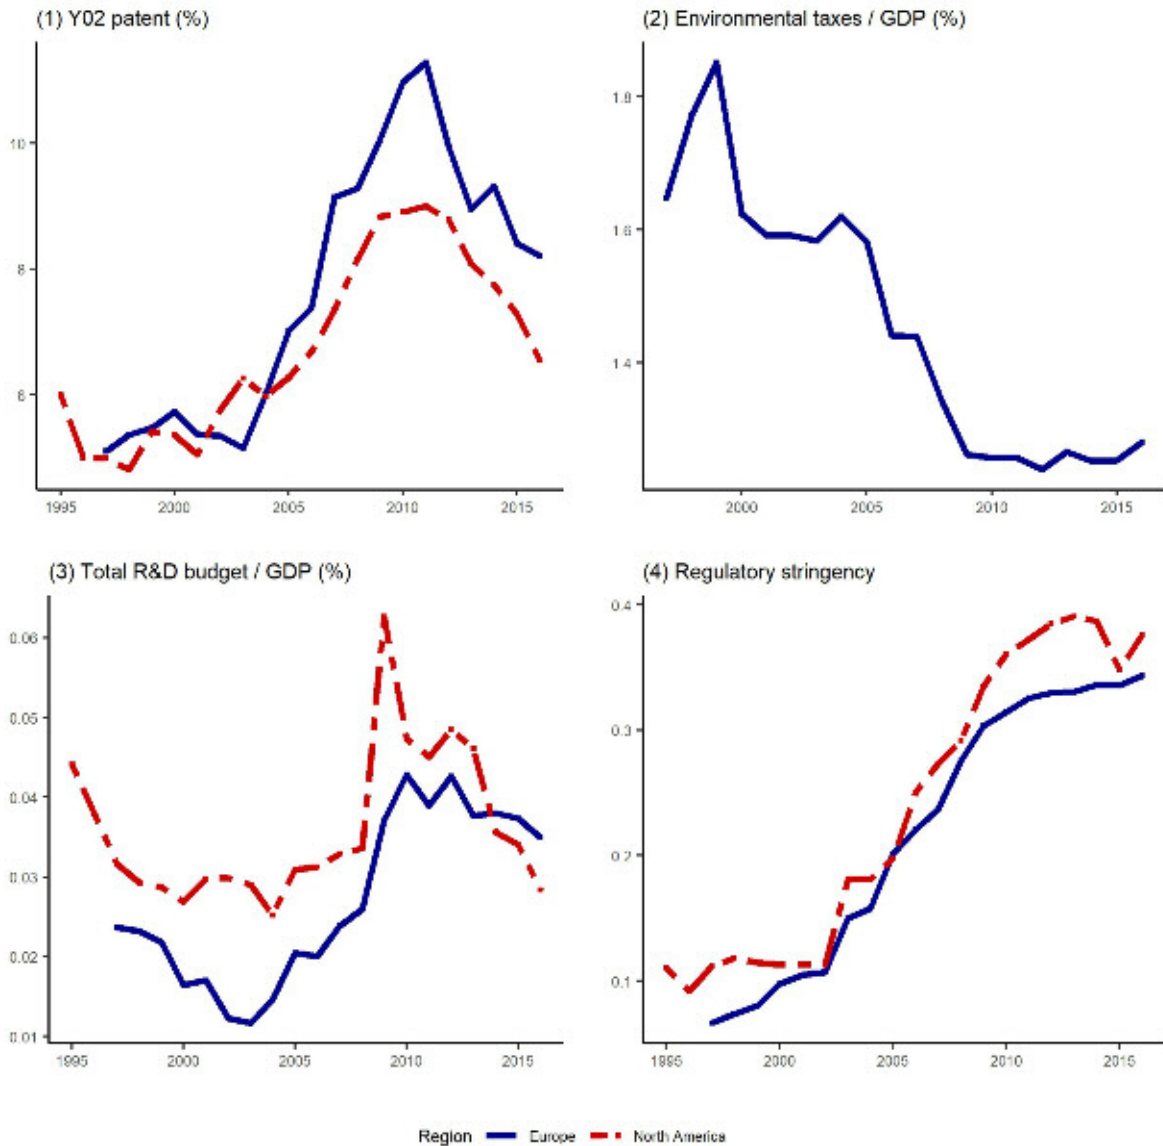 (1) Y02 patent (%)
10
8
6
1995 2000 2005 2010 2015
(2) Environmental taxes / GDP (%)
1.8
1.6
1.4
2000 2005 2010 2015
(3) Total R&D budget / GDP (%)
0.06
0.05
0.04
0.03
0.02
0.01
1995 2000 2005 2010 2015
(4) Regulatory stringency
0.4
0.3
0.2
0.1
1995 2000 2005 2010 2015
Region Europe North America